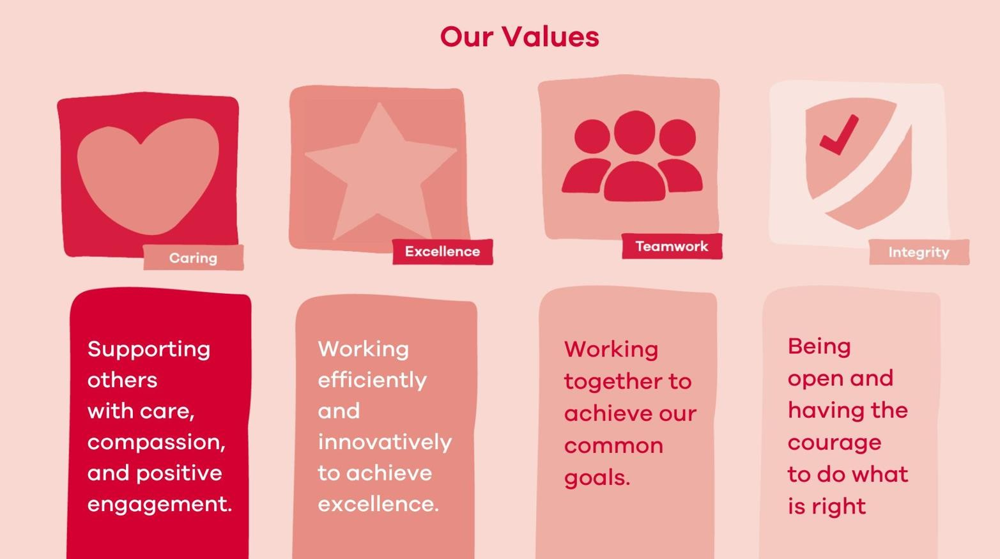 Our Values
Caring
Excellence
Teamwork
Integrity
Supporting
others
with care,
compassion,
and positive
engagement.
Working
efficiently
and
innovatively
to achieve
excellence.
Working
together to
achieve our
common
goals.
Being
open and
having the
courage
to do what
is right